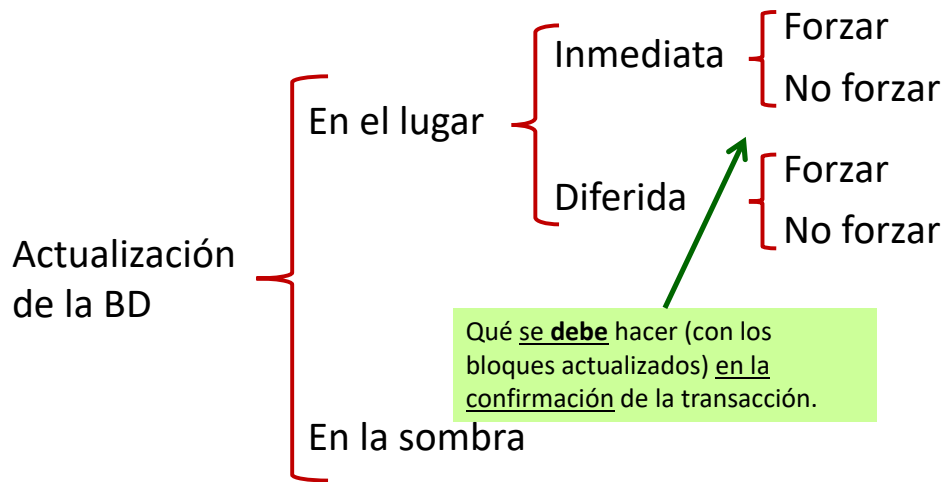 Actualización
de la BD
En el lugar
Inmediata
Forzar
No forzar
Diferida
Forzar
No forzar
En la sombra
Qué se debe hacer (con los
bloques actualizados) en la
confirmación de la transacción.